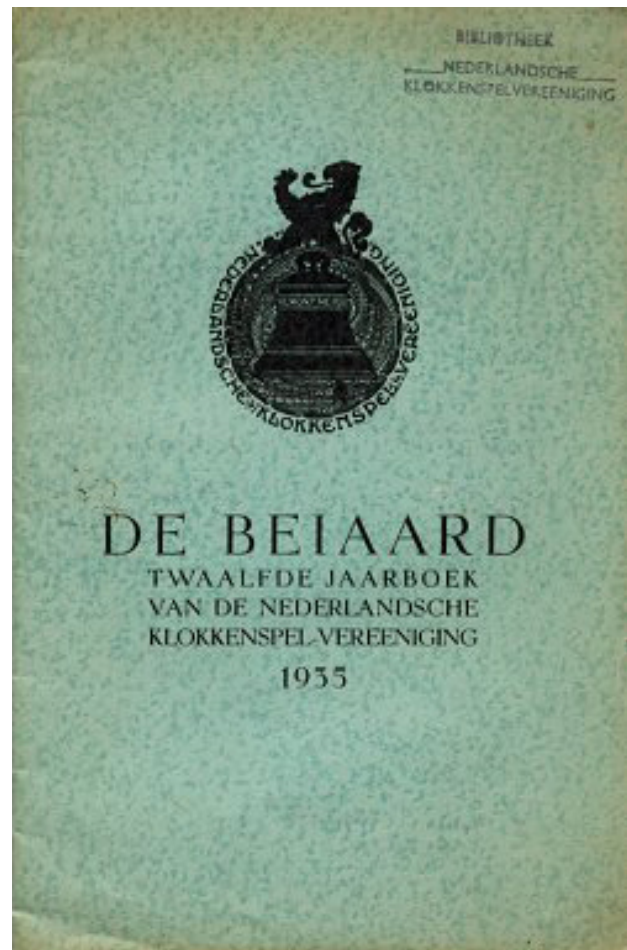 BIBLIOTHEEK
NEDERLANDSCHE
KLOKKENSPELVEREENIGING
NEDERLANDSCHE KLOKKENSPEL VEREENIGING
DE BEIAARD
TWAALFDE JAARBOEK
VAN DE NEDERLANDSCHE
KLOKKENSPEL-VEREENIGING
1935